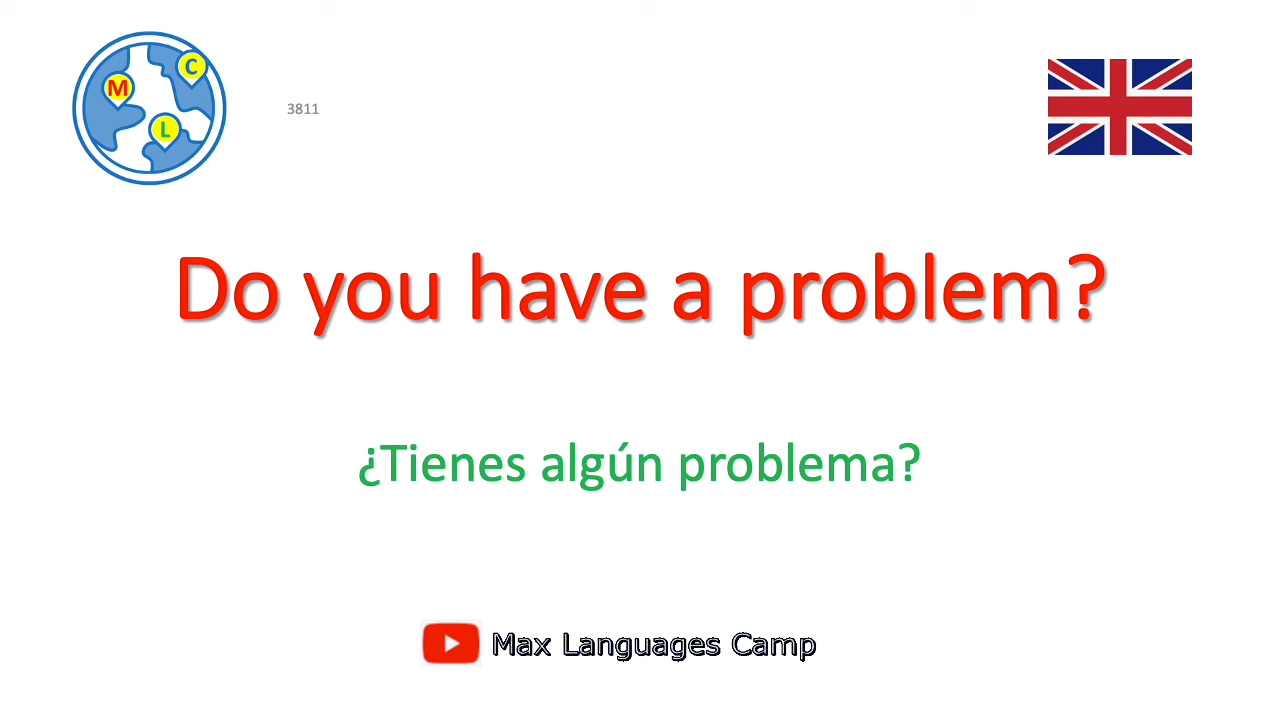 M
C
L
3811
Do you have a problem?
¿Tienes algún problema?
Max Languages Camp